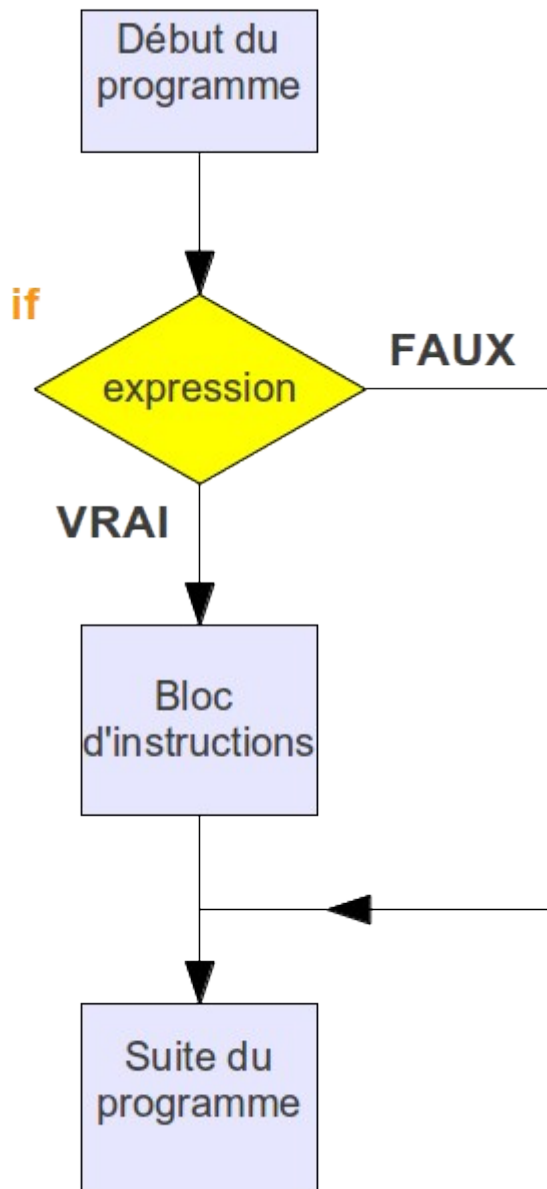 Début du
programme
if
expression
FAUX
VRAI
Bloc
d'instructions
Suite du
programme